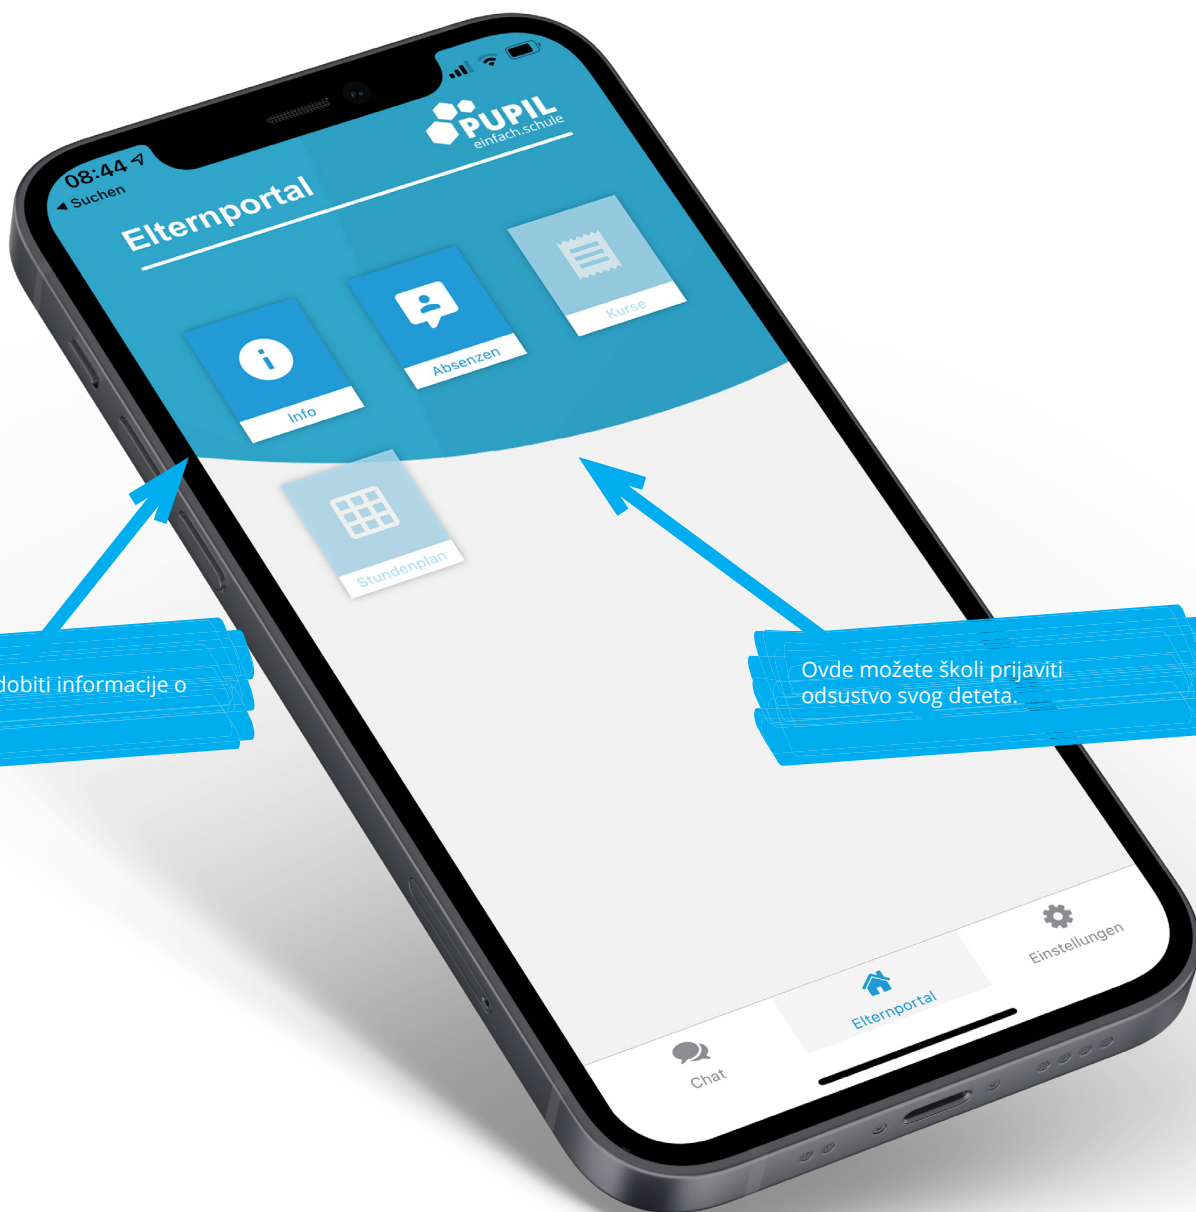 08:44
Suchen
PUPIL
einfach.schule
Elternportal
Info
Absenzen
Kurse
Stundenplan
dobiti informacije o
Ovde možete školi prijaviti
odsustvo svog deteta.
Chat
Elternportal
Einstellungen